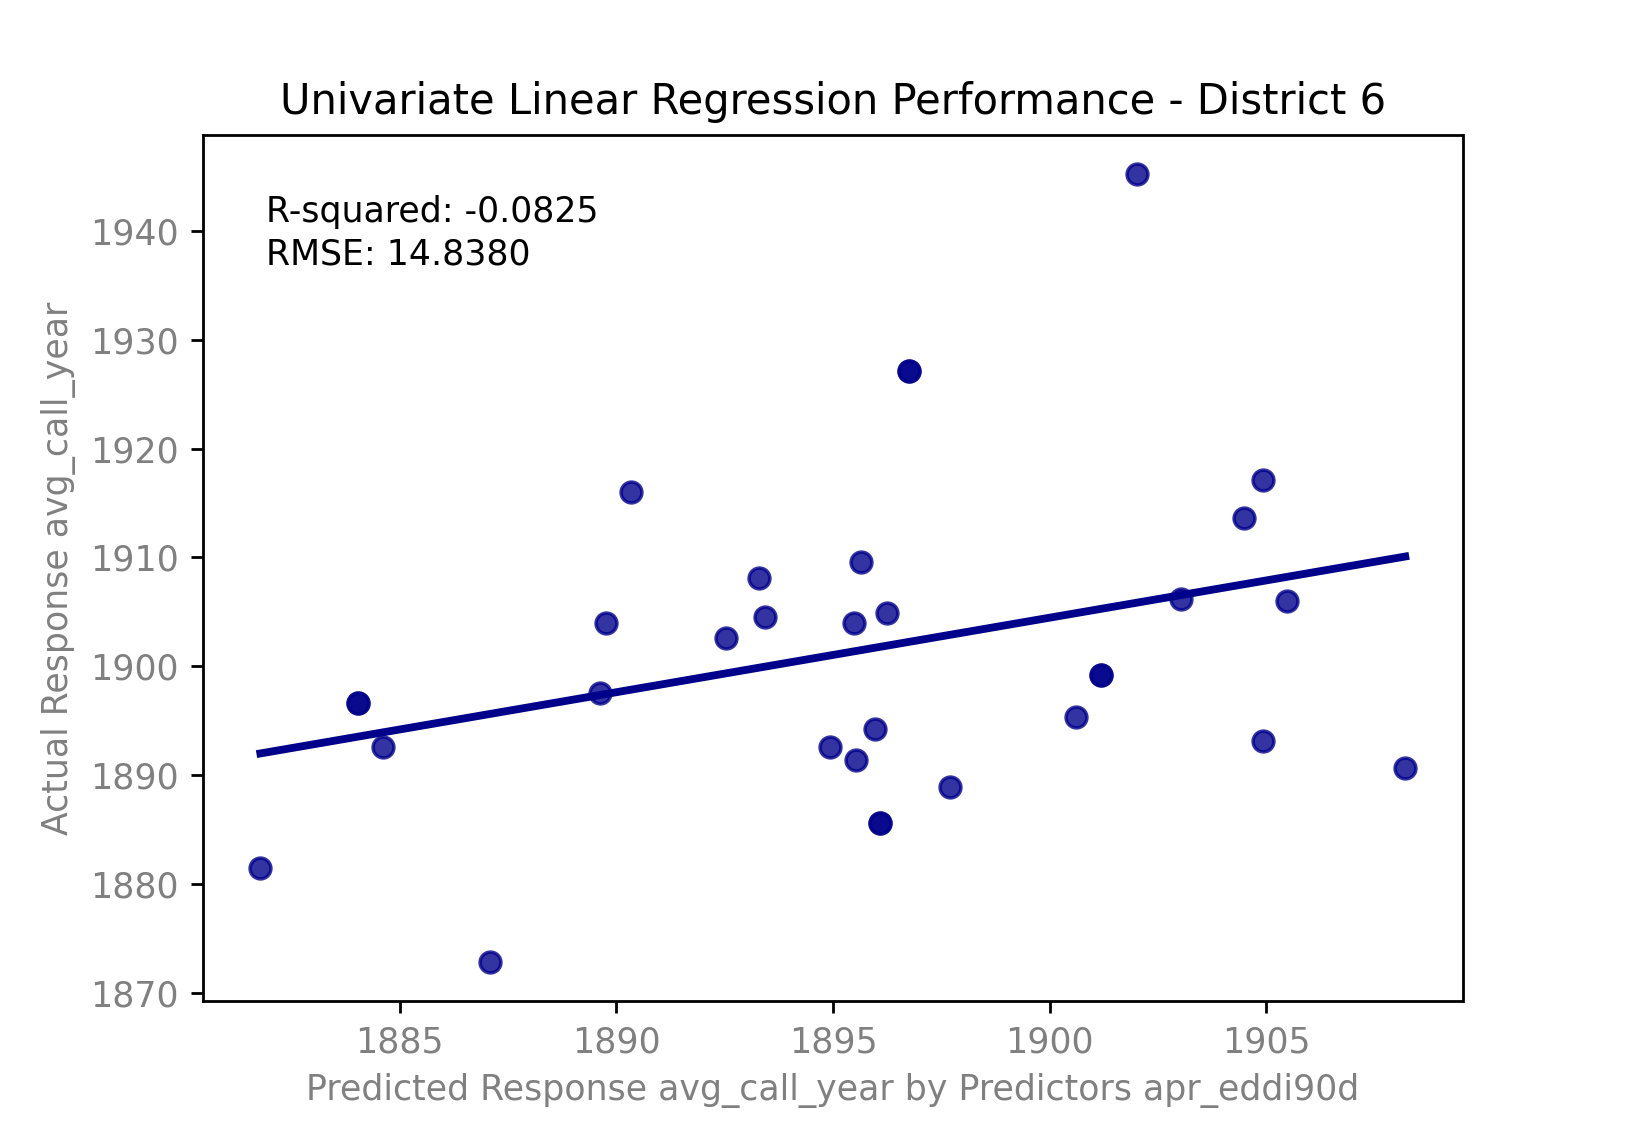 Univariate Linear Regression Performance - District 6
R-squared: -0.0825
RMSE: 14.8380
Actual Response avg_call_year
1940
1930
1920
1910
1900
1890
1880
1870
1885 1890 1895 1900 1905
Predicted Response avg_call_year by Predictors apr_eddi90d